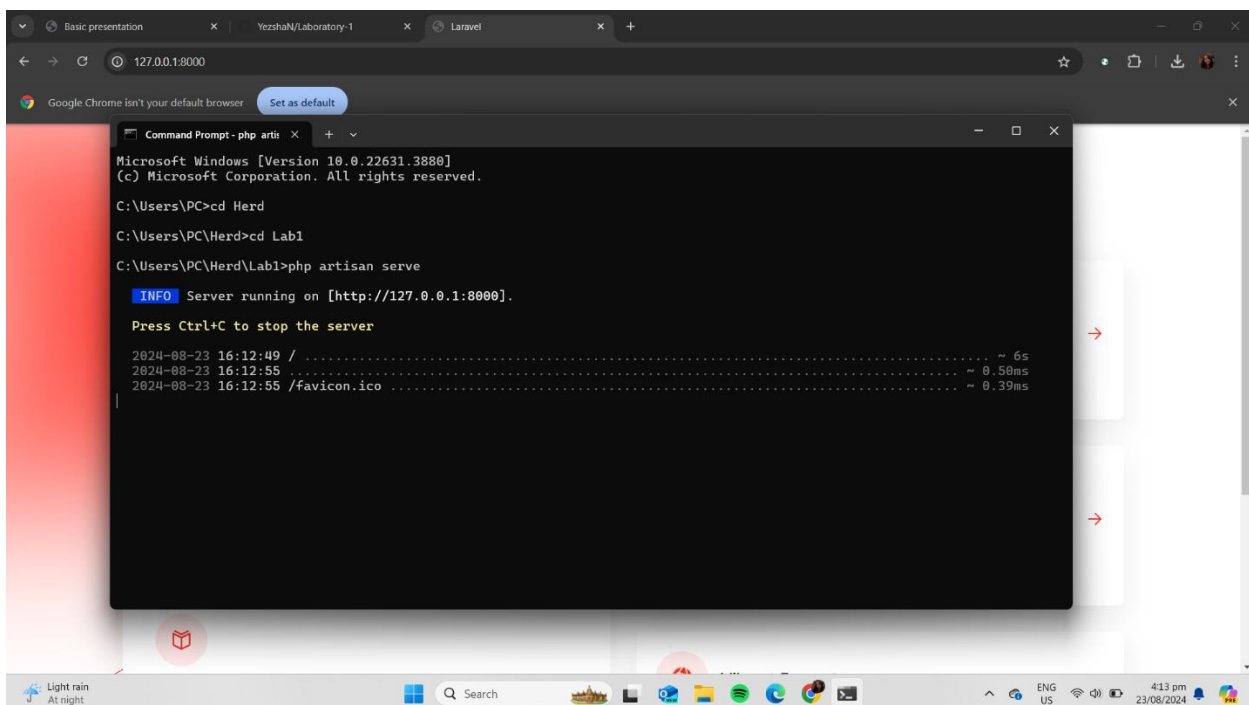 Basic presentation
YezshaN/Laboratory-1
Laravel
127.0.0.1:8000
Google Chrome isn't your default browser
Set as default
Command Prompt - php artis
Microsoft Windows [Version 10.0.22631.3880]
(c) Microsoft Corporation. All rights reserved.
C:\Users\PC>cd Herd
C:\Users\PC\Herd>cd Lab1
C:\Users\PC\Herd\Lab1>php artisan serve
INFO Server running on [http://127.0.0.1:8000].
Press Ctrl+C to stop the server
2024-08-23 16:12:49 / ........................................................................................ ~ 6s
2024-08-23 16:12:55 ...................................................................................... ~ 0.50ms
2024-08-23 16:12:55 /favicon.ico ......................................................................... ~ 0.39ms
Light rain
At night
Search
ENG
US
4:13 pm
23/08/2024